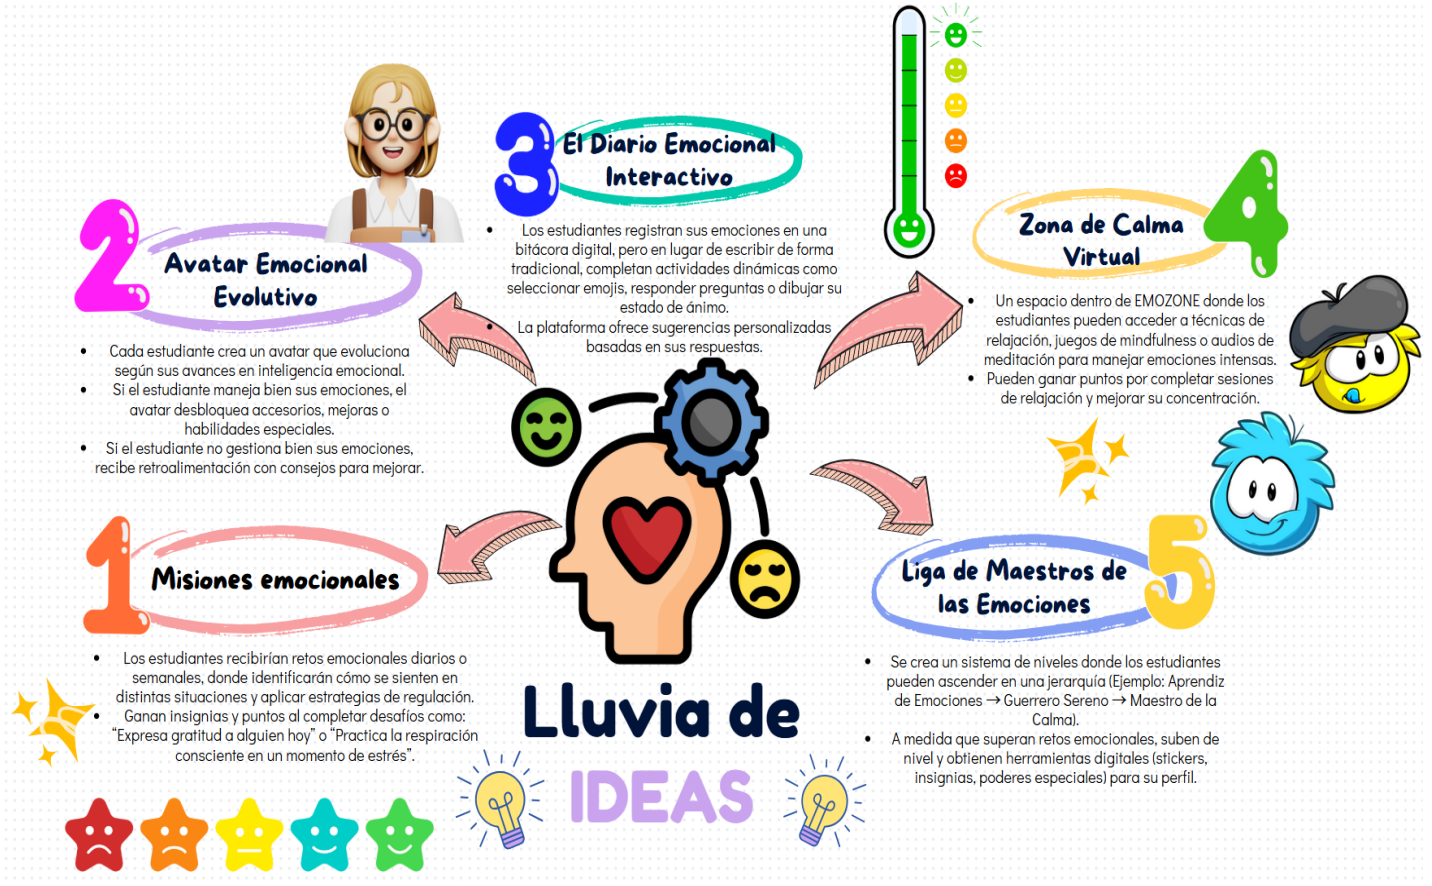 1
Misiones emocionales
• Los estudiantes recibirían retos emocionales diarios o
semanales, donde identificarán cómo se sienten en
distintas situaciones y aplicar estrategias de regulación.
• Ganan insignias y puntos al completar desafíos como:
“Expresa gratitud a alguien hoy” o “Practica la respiración
consciente en un momento de estrés”.
2
Avatar Emocional
Evolutivo
• Cada estudiante crea un avatar que evoluciona
según sus avances en inteligencia emocional.
• Si el estudiante maneja bien sus emociones, el
avatar desbloquea accesorios, mejoras o
habilidades especiales.
• Si el estudiante no gestiona bien sus emociones,
recibe retroalimentación con consejos para mejorar.
3
El Diario Emocional
Interactivo
• Los estudiantes registran sus emociones en una
bitácora digital, pero en lugar de escribir de forma
tradicional, completan actividades dinámicas como
seleccionar emojis, responder preguntas o dibujar su
estado de ánimo.
• La plataforma ofrece sugerencias personalizadas
basadas en sus respuestas.
4
Zona de Calma
Virtual
• Un espacio dentro de EMOZONE donde los
estudiantes pueden acceder a técnicas de
relajación, juegos de mindfulness o audios de
meditación para manejar emociones intensas.
• Pueden ganar puntos por completar sesiones
de relajación y mejorar su concentración.
5
Liga de Maestros de
las Emociones
• Se crea un sistema de niveles donde los estudiantes
pueden ascender en una jerarquía (Ejemplo: Aprendiz
de Emociones → Guerrero Sereno → Maestro de la
Calma).
• A medida que superan retos emocionales, suben de
nivel y obtienen herramientas digitales (stickers,
insignias, poderes especiales) para su perfil.
Lluvia de
IDEAS